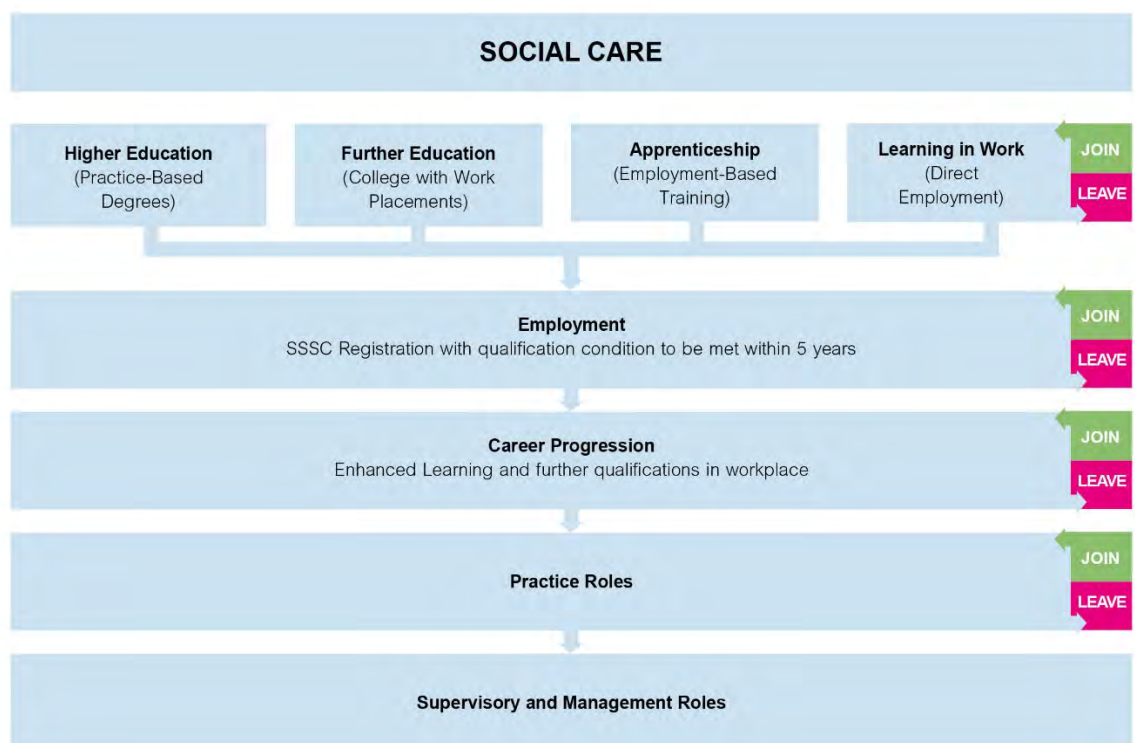 SOCIAL CARE
Higher Education
(Practice-Based
Degrees)
Further Education
(College with Work
Placements)
Apprenticeship
(Employment-Based
Training)
Learning in Work
(Direct
Employment)
JOIN
LEAVE
Employment
SSSC Registration with qualification condition to be met within 5 years
JOIN
LEAVE
Career Progression
Enhanced Learning and further qualifications in workplace
JOIN
LEAVE
Practice Roles
JOIN
LEAVE
Supervisory and Management Roles